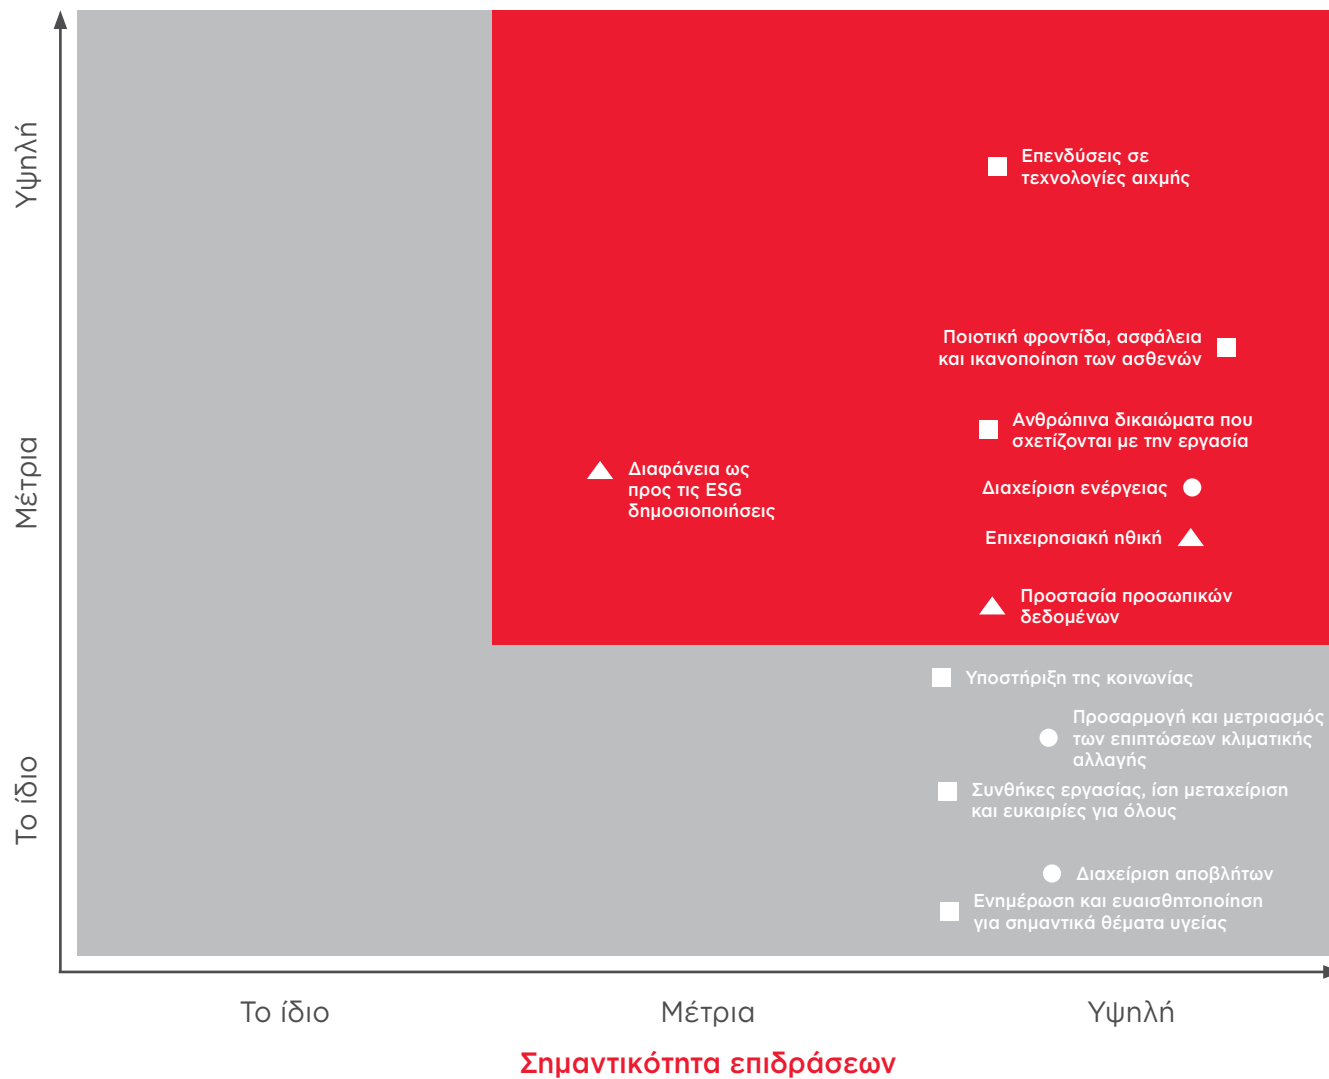 Υψηλή
Μέτρια
Το ίδιο
Επενδύσεις σε
τεχνολογίες αιχμής
Ποιοτική φροντίδα, ασφάλεια
και ικανοποίηση των ασθενών
Ανθρώπινα δικαιώματα που
σχετίζονται με την εργασία
Διαφάνεια ως
προς τις ESG
δημοσιοποιήσεις
Διαχείριση ενέργειας
Επιχειρησιακή ηθική
Προστασία προσωπικών
δεδομένων
Υποστήριξη της κοινωνίας
Προσαρμογή και μετριασμός
των επιπτώσεων κλιματικής
αλλαγής
Συνθήκες εργασίας, ίση μεταχείριση
και ευκαιρίες για όλους
Διαχείριση αποβλήτων
Ενημέρωση και ευαισθητοποίηση
για σημαντικά θέματα υγείας
Το ίδιο
Μέτρια
Υψηλή
Σημαντικότητα επιδράσεων